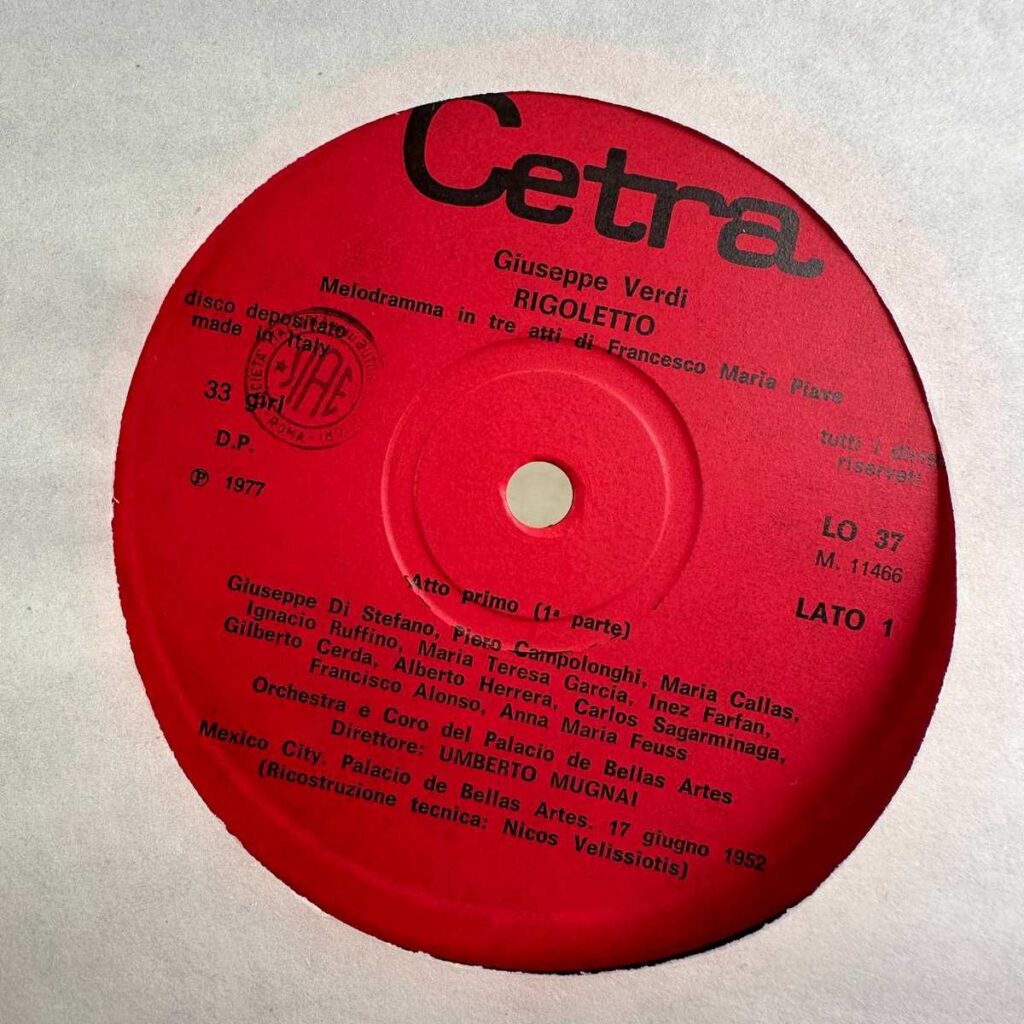 Cetra
Giuseppe Verdi
RIGOLETTO
Melodramma in tre atti di Francesco Maria Piave
disco depositato
made in Italy
SIAE
ROMA
33 giri
D.P.
℗ 1977
tutti i diritti
riservati
LO 37
M. 11466
LATO 1
Atto primo (1ª parte)
Giuseppe Di Stefano, Piero Campolonghi, Maria Callas,
Ignacio Ruffino, Maria Teresa Garcia, Inez Farfan,
Gilberto Cerda, Alberto Herrera, Carlos Sagarminaga,
Francisco Alonso, Anna Maria Feuss
Orchestra e Coro del Palacio de Bellas Artes
Direttore: UMBERTO MUGNAI
Mexico City. Palacio de Bellas Artes. 17 giugno 1952
(Ricostruzione tecnica: Nicos Velissiotis)